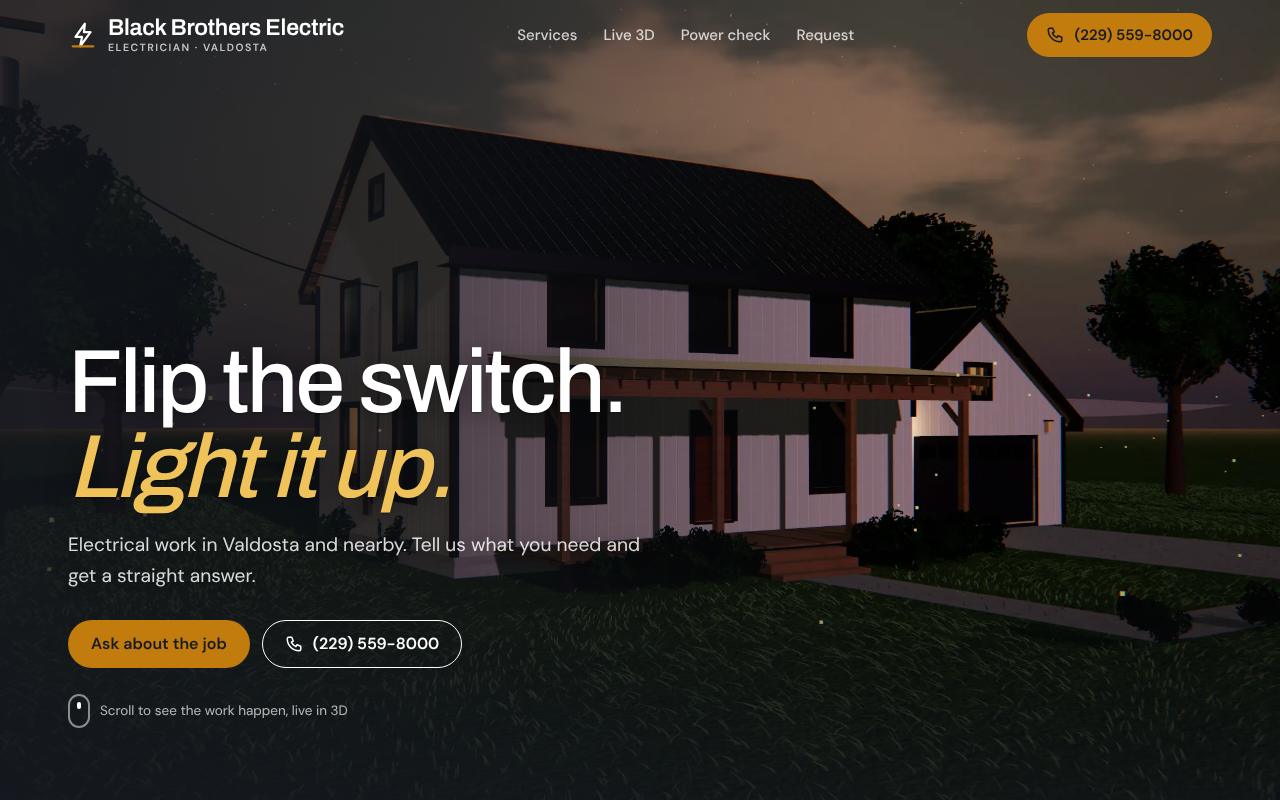 Black Brothers Electric
ELECTRICIAN · VALDOSTA
Services
Live 3D
Power check
Request
(229) 559-8000
Flip the switch.
Light it up.
Electrical work in Valdosta and nearby. Tell us what you need and
get a straight answer.
Ask about the job
(229) 559-8000
Scroll to see the work happen, live in 3D